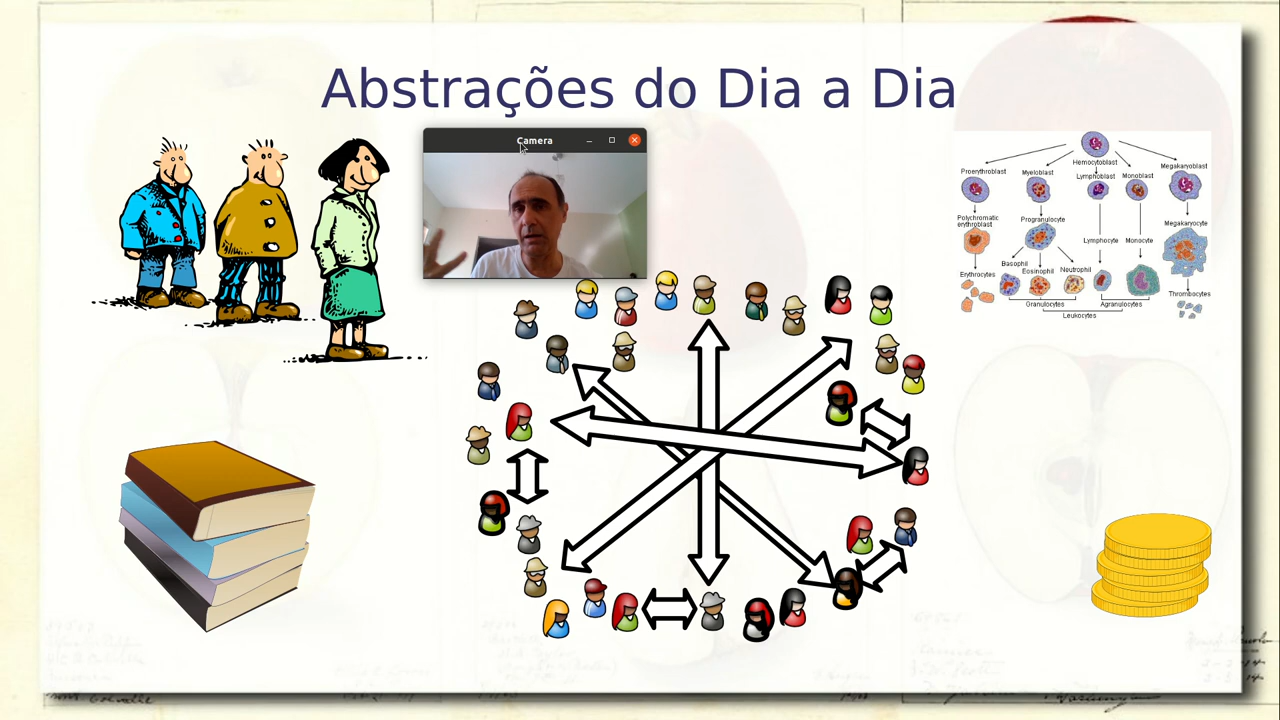 Abstrações do Dia a Dia
Camera
Hemocytoblast
Proerythroblast
Myeloblast
Lymphoblast
Monoblast
Megakaryoblast
Polychromatic
erythroblast
Progranulocyte
Lymphocyte
Monocyte
Megakaryocyte
Basophil
Eosinophil
Neutrophil
Erythrocytes
Thrombocytes
Granulocytes
Agranulocytes
Leukocytes